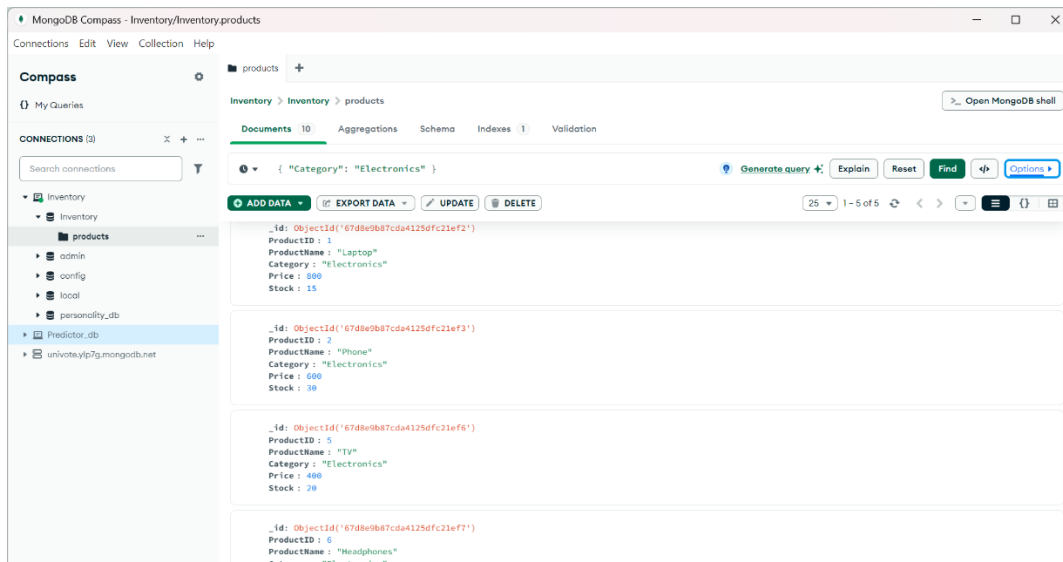 MongoDB Compass - Inventory/Inventory.products
Connections Edit View Collection Help
Compass
{} My Queries
CONNECTIONS (3)
Search connections
Inventory
Inventory
products
admin
config
local
personality_db
Predictor_db
univote.ylp7g.mongodb.net
products
Inventory > Inventory > products
>_ Open MongoDB shell
Documents 10 Aggregations Schema Indexes 1 Validation
{ "Category": "Electronics" }
Generate query Explain Reset Find </> Options
ADD DATA EXPORT DATA UPDATE DELETE 25 1 – 5 of 5 {}
_id: ObjectId('67d8e9b87cda4125dfc21ef2')
ProductID : 1
ProductName : "Laptop"
Category : "Electronics"
Price : 800
Stock : 15
_id: ObjectId('67d8e9b87cda4125dfc21ef3')
ProductID : 2
ProductName : "Phone"
Category : "Electronics"
Price : 600
Stock : 30
_id: ObjectId('67d8e9b87cda4125dfc21ef6')
ProductID : 5
ProductName : "TV"
Category : "Electronics"
Price : 400
Stock : 20
_id: ObjectId('67d8e9b87cda4125dfc21ef7')
ProductID : 6
ProductName : "Headphones"